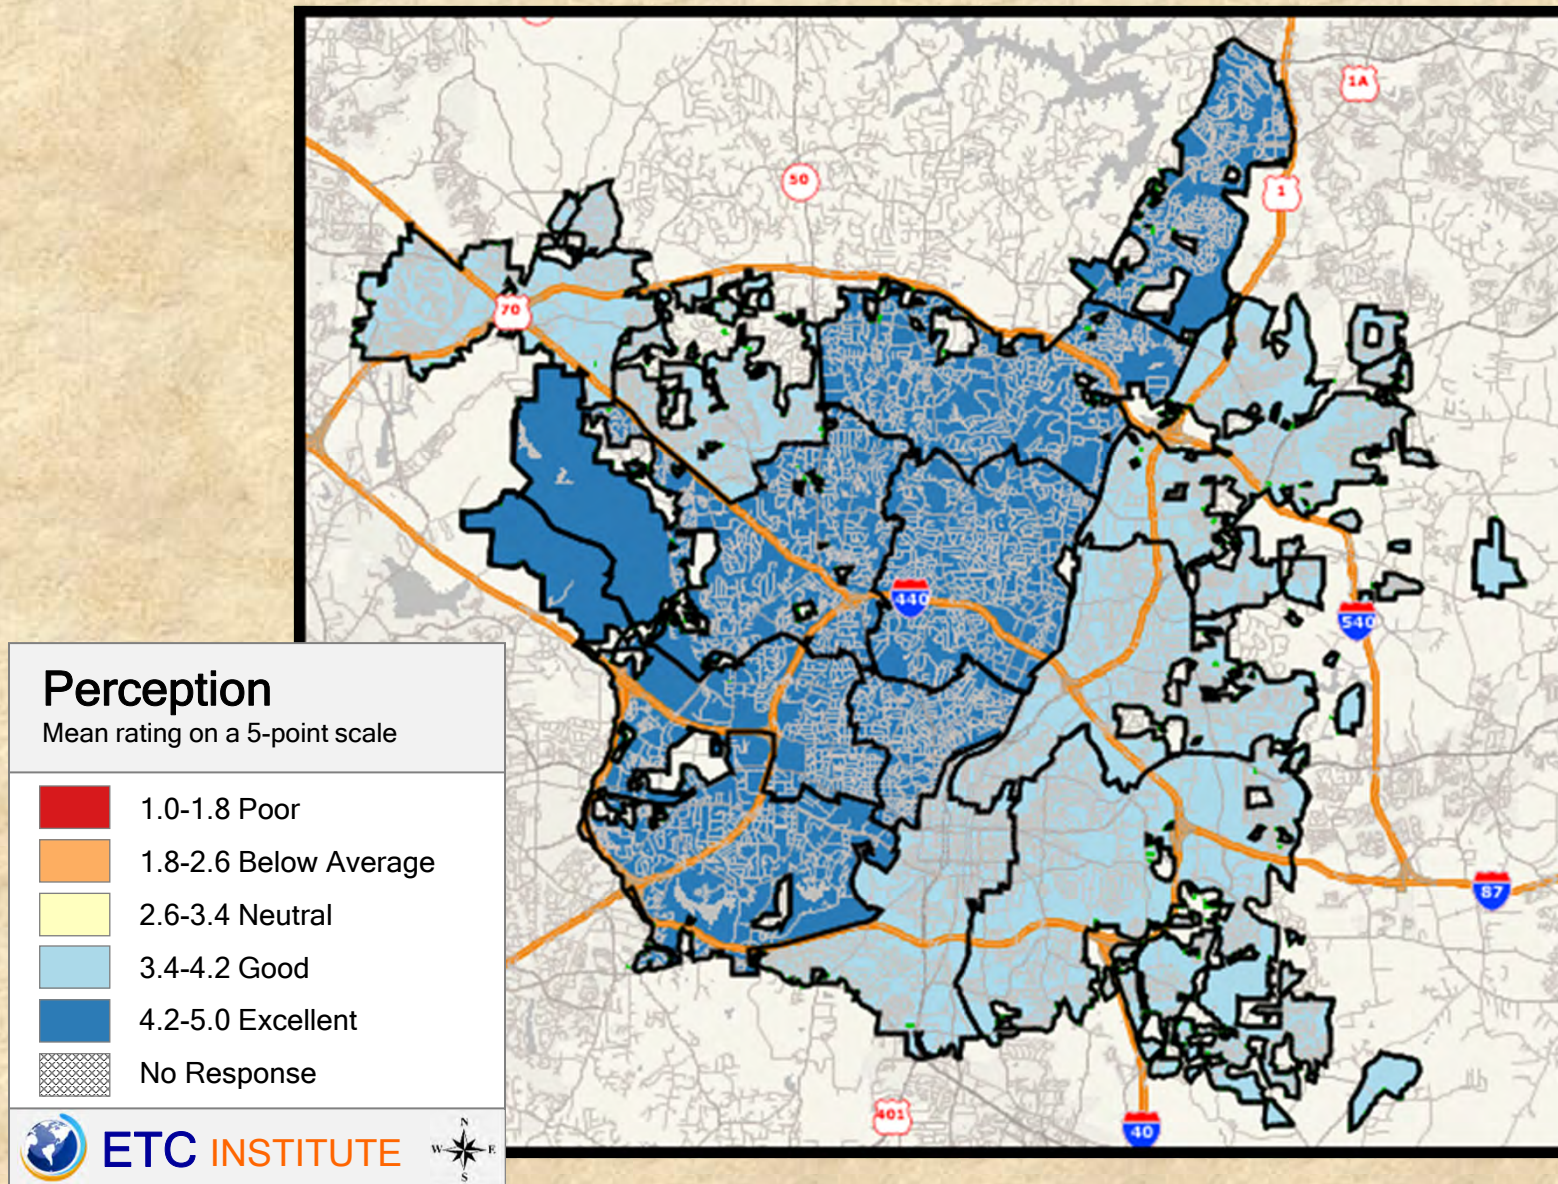 1A
50
1
70
440
540
87
401
40
Perception
Mean rating on a 5-point scale
1.0-1.8 Poor
1.8-2.6 Below Average
2.6-3.4 Neutral
3.4-4.2 Good
4.2-5.0 Excellent
No Response
ETC INSTITUTE
N
W E
S